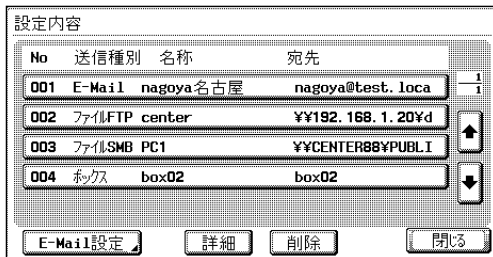 設定内容
No 送信種別 名称 宛先
001 E-Mail nagoya名古屋 nagoya@test.loca
1
1
002 ファイルFTP center ¥¥192.168.1.20¥d
003 ファイルSMB PC1 ¥¥CENTER88¥PUBLI
004 ボックス box02 box02
E-Mail設定 詳細 削除 閉じる